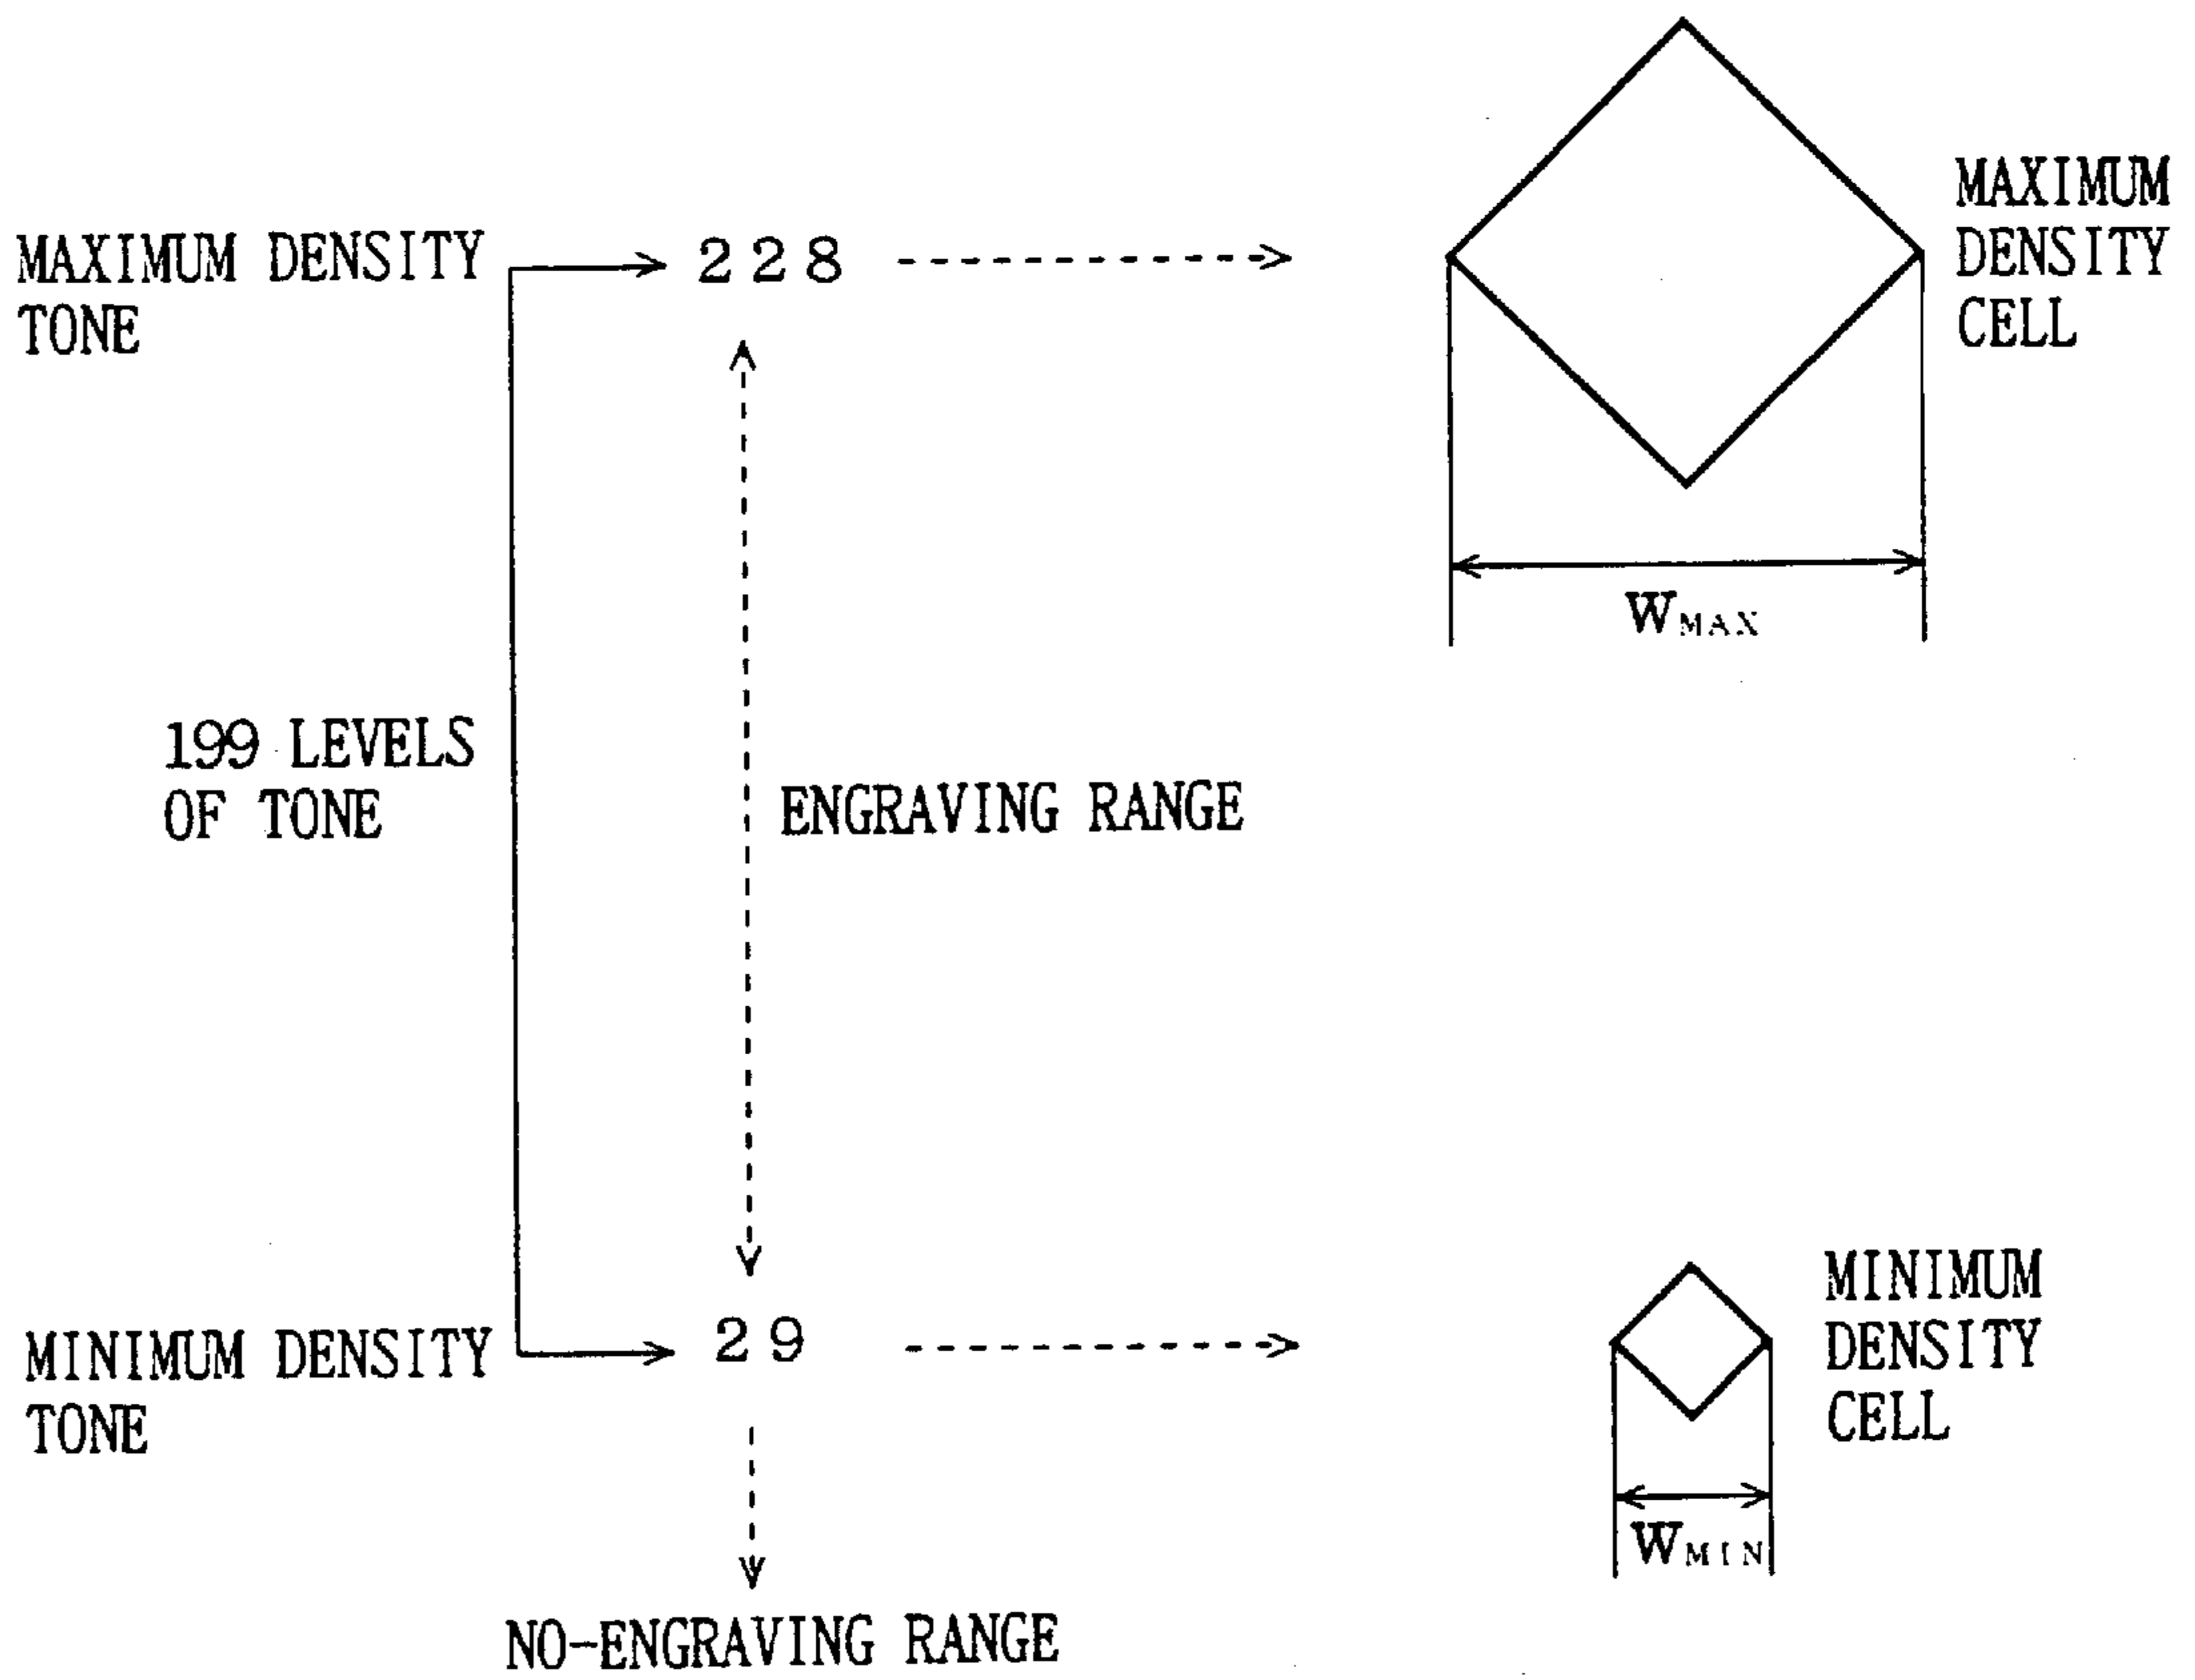 MAXIMUM DENSITY
TONE
228
MAXIMUM
DENSITY
CELL
WMAX
199 LEVELS
OF TONE
ENGRAVING RANGE
MINIMUM DENSITY
TONE
29
MINIMUM
DENSITY
CELL
WMIN
NO-ENGRAVING RANGE